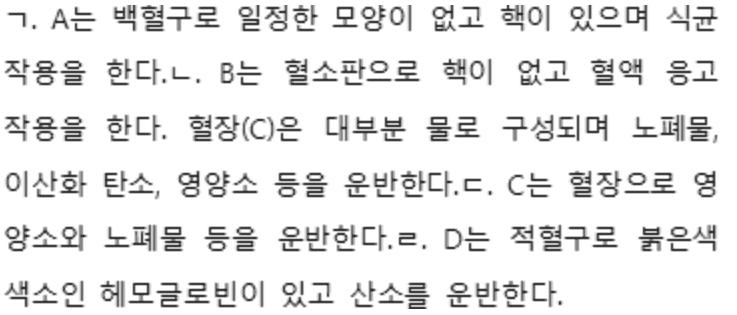 ㄱ. A는 백혈구로 일정한 모양이 없고 핵이 있으며 식균
작용을 한다.ㄴ. B는 혈소판으로 핵이 없고 혈액 응고
작용을 한다. 혈장(C)은 대부분 물로 구성되며 노폐물,
이산화 탄소, 영양소 등을 운반한다.ㄷ. C는 혈장으로 영
양소와 노폐물 등을 운반한다.ㄹ. D는 적혈구로 붉은색
색소인 헤모글로빈이 있고 산소를 운반한다.